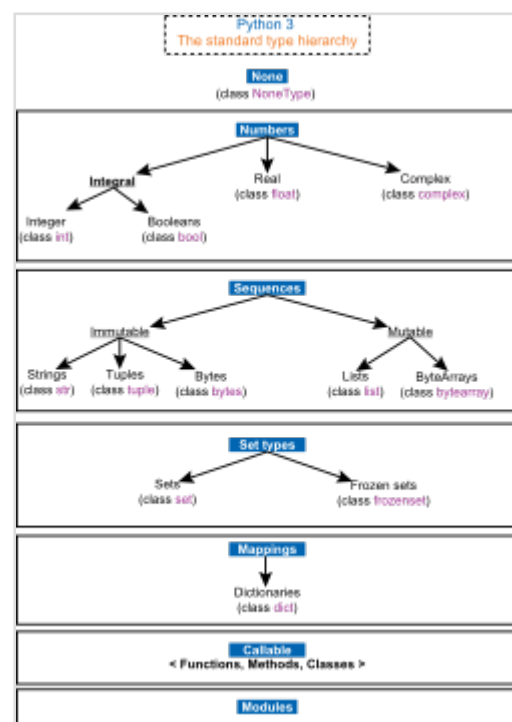 Python 3
The standard type hierarchy
None
(class NoneType)
Numbers
Integral
Real
(class float)
Complex
(class complex)
Integer
(class int)
Booleans
(class bool)
Sequences
Immutable
Mutable
Strings
(class str)
Tuples
(class tuple)
Bytes
(class bytes)
Lists
(class list)
ByteArrays
(class bytearray)
Set types
Sets
(class set)
Frozen sets
(class frozenset)
Mappings
Dictionaries
(class dict)
Callable
< Functions, Methods, Classes >
Modules